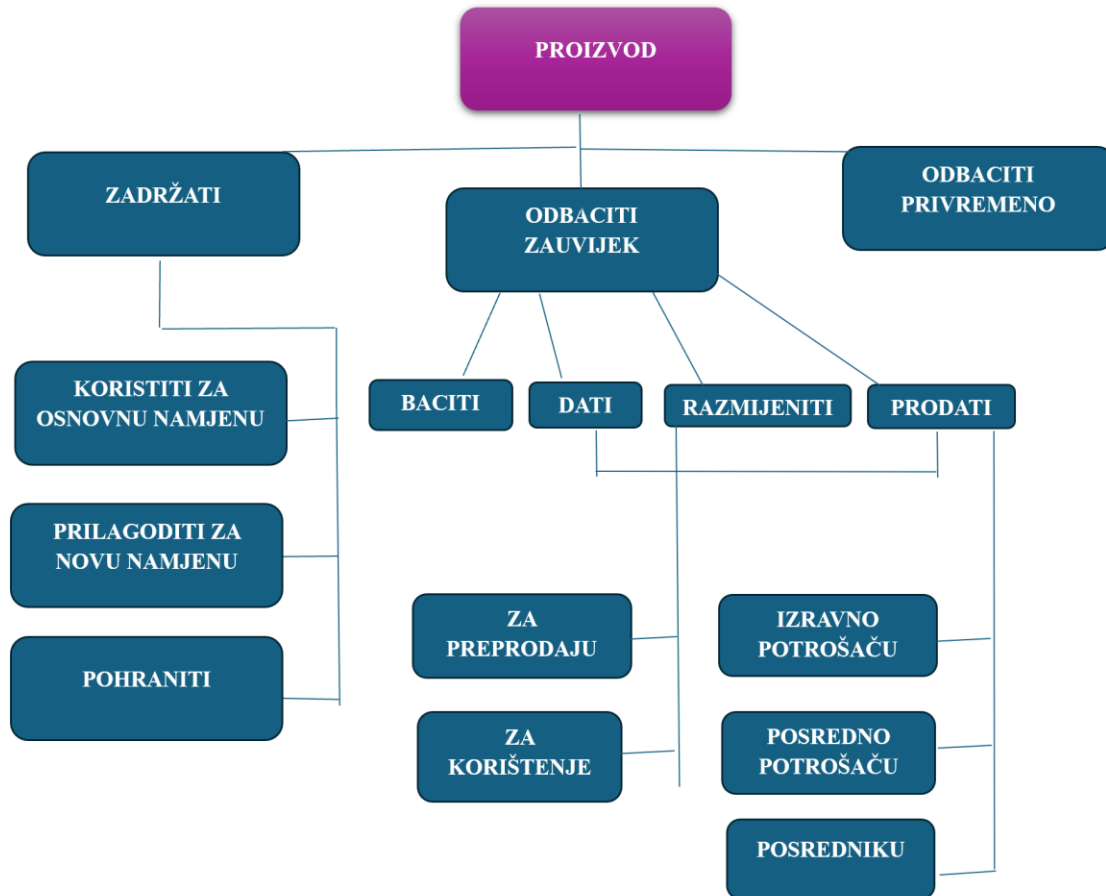 PROIZVOD
ZADRŽATI
ODBACITI
ZAUVIJEK
ODBACITI
PRIVREMENO
KORISTITI ZA
OSNOVNU NAMJENU
PRILAGODITI ZA
NOVU NAMJENU
POHRANITI
BACITI
DATI
RAZMIJENITI
PRODATI
ZA
PREPRODAJU
ZA
KORIŠTENJE
IZRAVNO
POTROŠAČU
POSREDNO
POTROŠAČU
POSREDNIKU